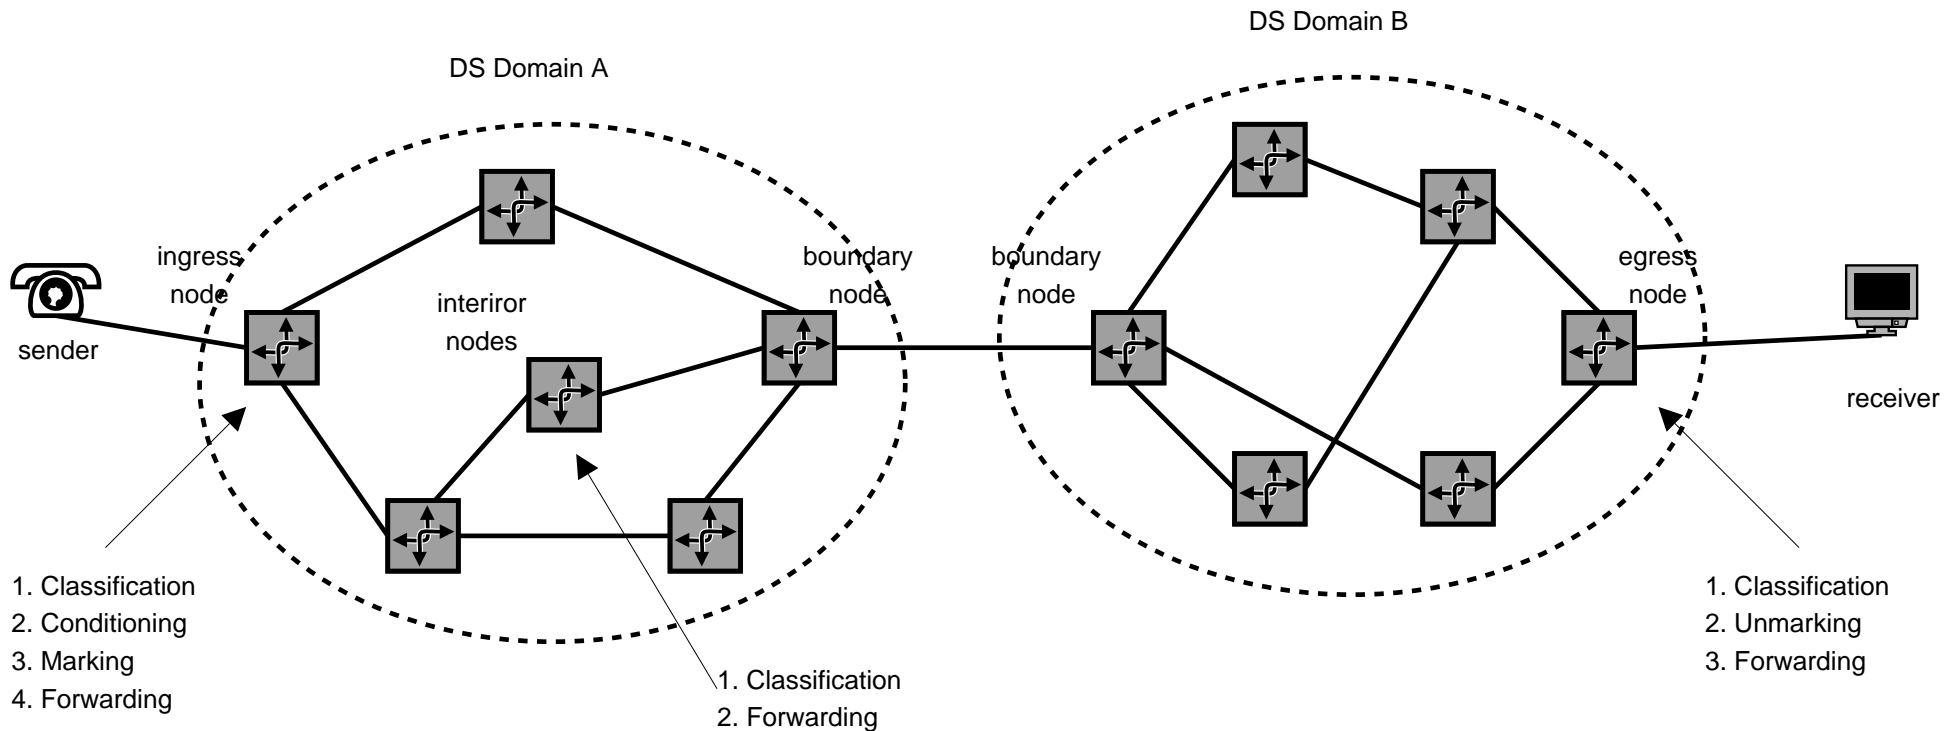 DS Domain B
DS Domain A
ingress
node
boundary
node
boundary
node
egress
node
interiror
nodes
sender
receiver
1. Classification
2. Conditioning
3. Marking
4. Forwarding
1. Classification
2. Forwarding
1. Classification
2. Unmarking
3. Forwarding